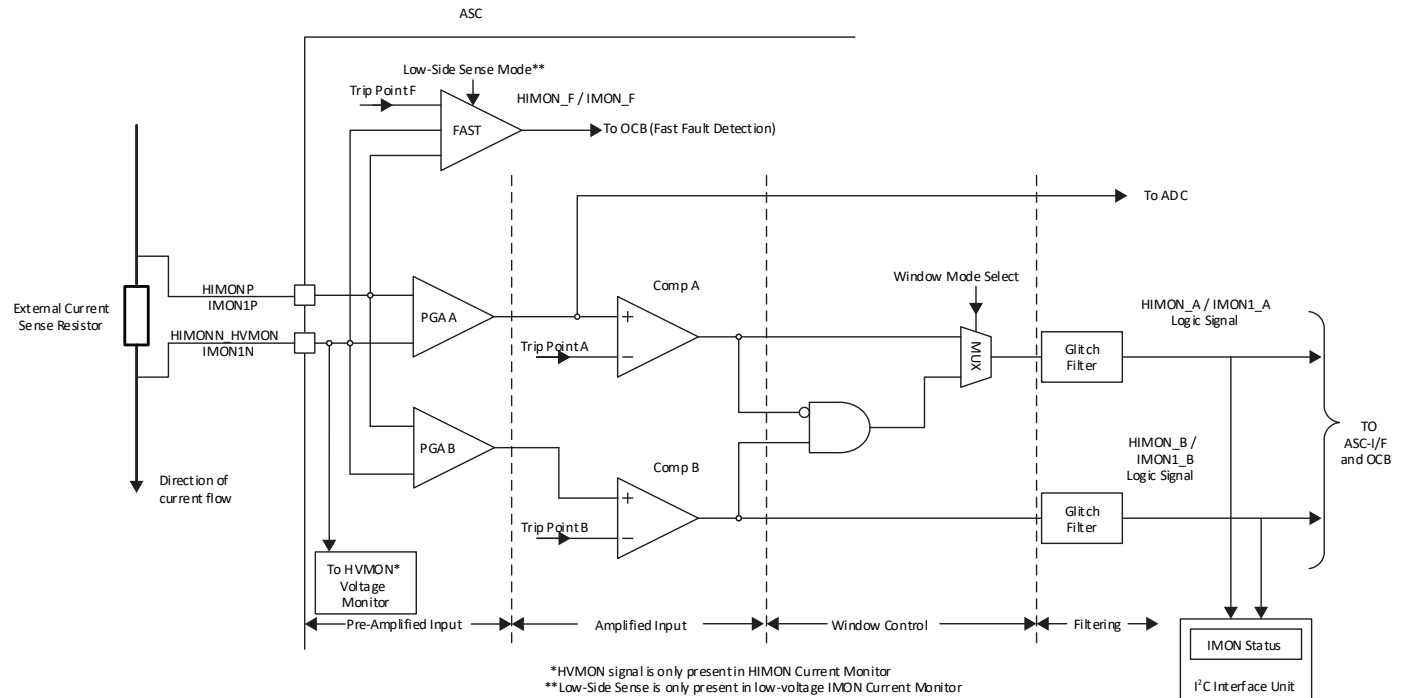 ASC
Low-Side Sense Mode**
Trip Point F
HIMON_F / IMON_F
FAST
To OCB (Fast Fault Detection)
To ADC
External Current
Sense Resistor
HIMONP
IMON1P
HIMONN_HVMON
IMON1N
PGA A
Comp A
Trip Point A
+
−
Window Mode Select
MUX
Glitch
Filter
HIMON_A / IMON1_A
Logic Signal
PGA B
Comp B
Trip Point B
+
−
HIMON_B /
IMON1_B
Logic Signal
Glitch
Filter
TO
ASC-I/F
and OCB
Direction of
current flow
To HVMON*
Voltage
Monitor
Pre-Amplified Input
Amplified Input
Window Control
Filtering
IMON Status
I²C Interface Unit
*HVMON signal is only present in HIMON Current Monitor
**Low-Side Sense is only present in low-voltage IMON Current Monitor